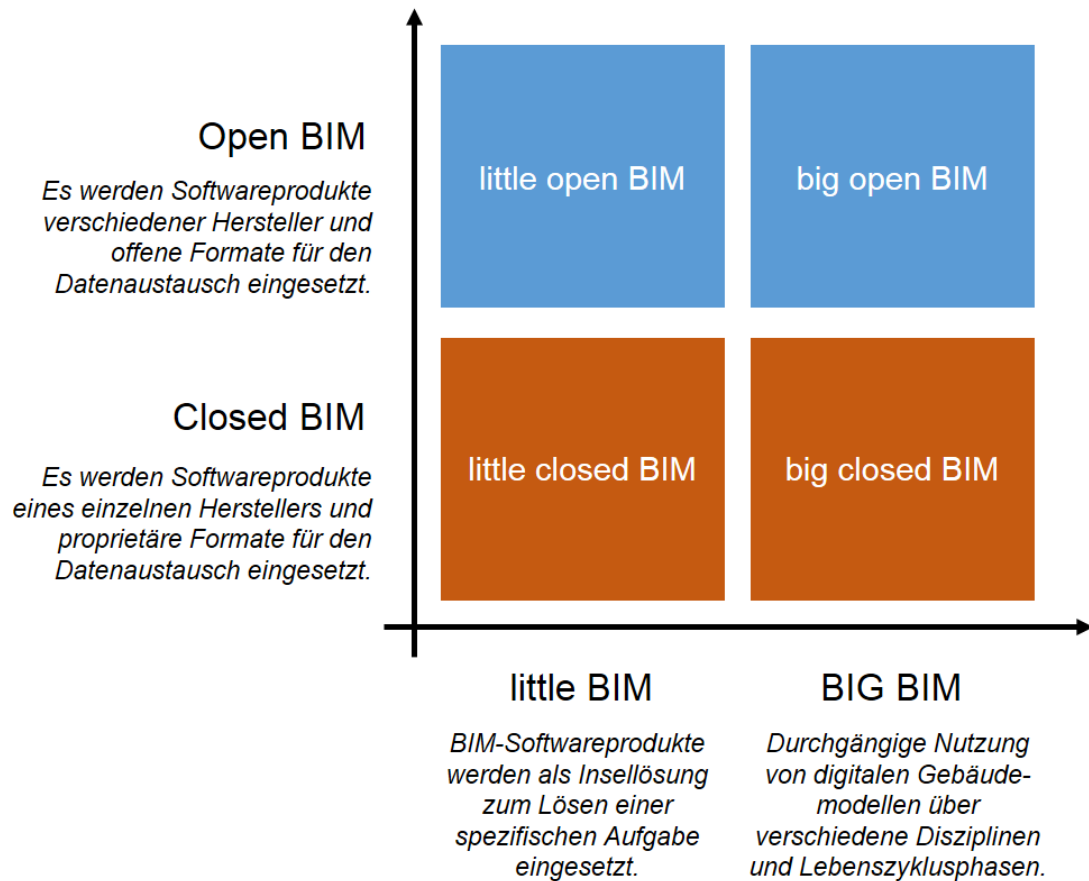 Open BIM
Es werden Softwareprodukte
verschiedener Hersteller und
offene Formate für den
Datenaustausch eingesetzt.
little open BIM
big open BIM
Closed BIM
Es werden Softwareprodukte
eines einzelnen Herstellers und
proprietäre Formate für den
Datenaustausch eingesetzt.
little closed BIM
big closed BIM
little BIM
BIM-Softwareprodukte
werden als Insellösung
zum Lösen einer
spezifischen Aufgabe
eingesetzt.
BIG BIM
Durchgängige Nutzung
von digitalen Gebäude-
modellen über
verschiedene Disziplinen
und Lebenszyklusphasen.